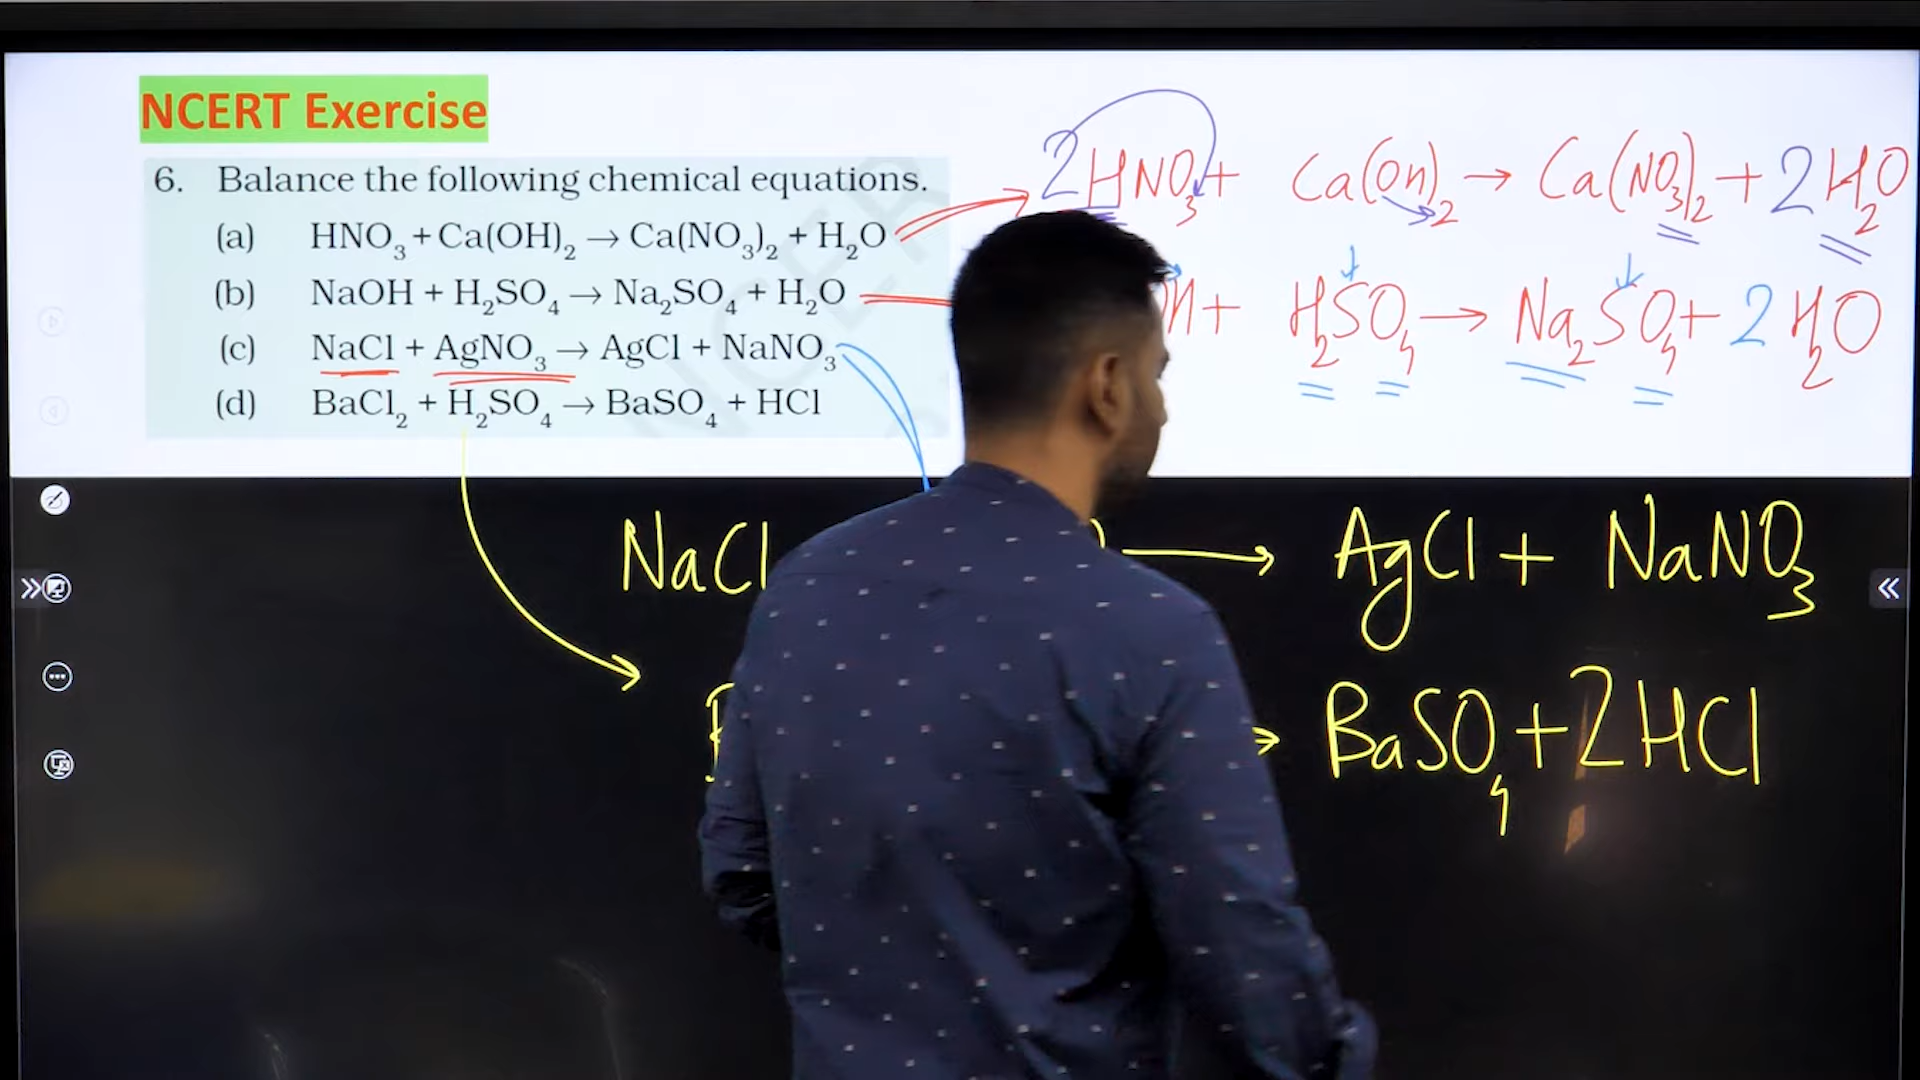 NCERT Exercise
6. Balance the following chemical equations.
(a) HNO₃ + Ca(OH)₂ → Ca(NO₃)₂ + H₂O
(b) NaOH + H₂SO₄ → Na₂SO₄ + H₂O
(c) NaCl + AgNO₃ → AgCl + NaNO₃
(d) BaCl₂ + H₂SO₄ → BaSO₄ + HCl
2HNO₃ + Ca(OH)₂ → Ca(NO₃)₂ + 2H₂O
+ H₂SO₄ → Na₂SO₄ + 2H₂O
NaCl → AgCl + NaNO₃
→ BaSO₄ + 2HCl